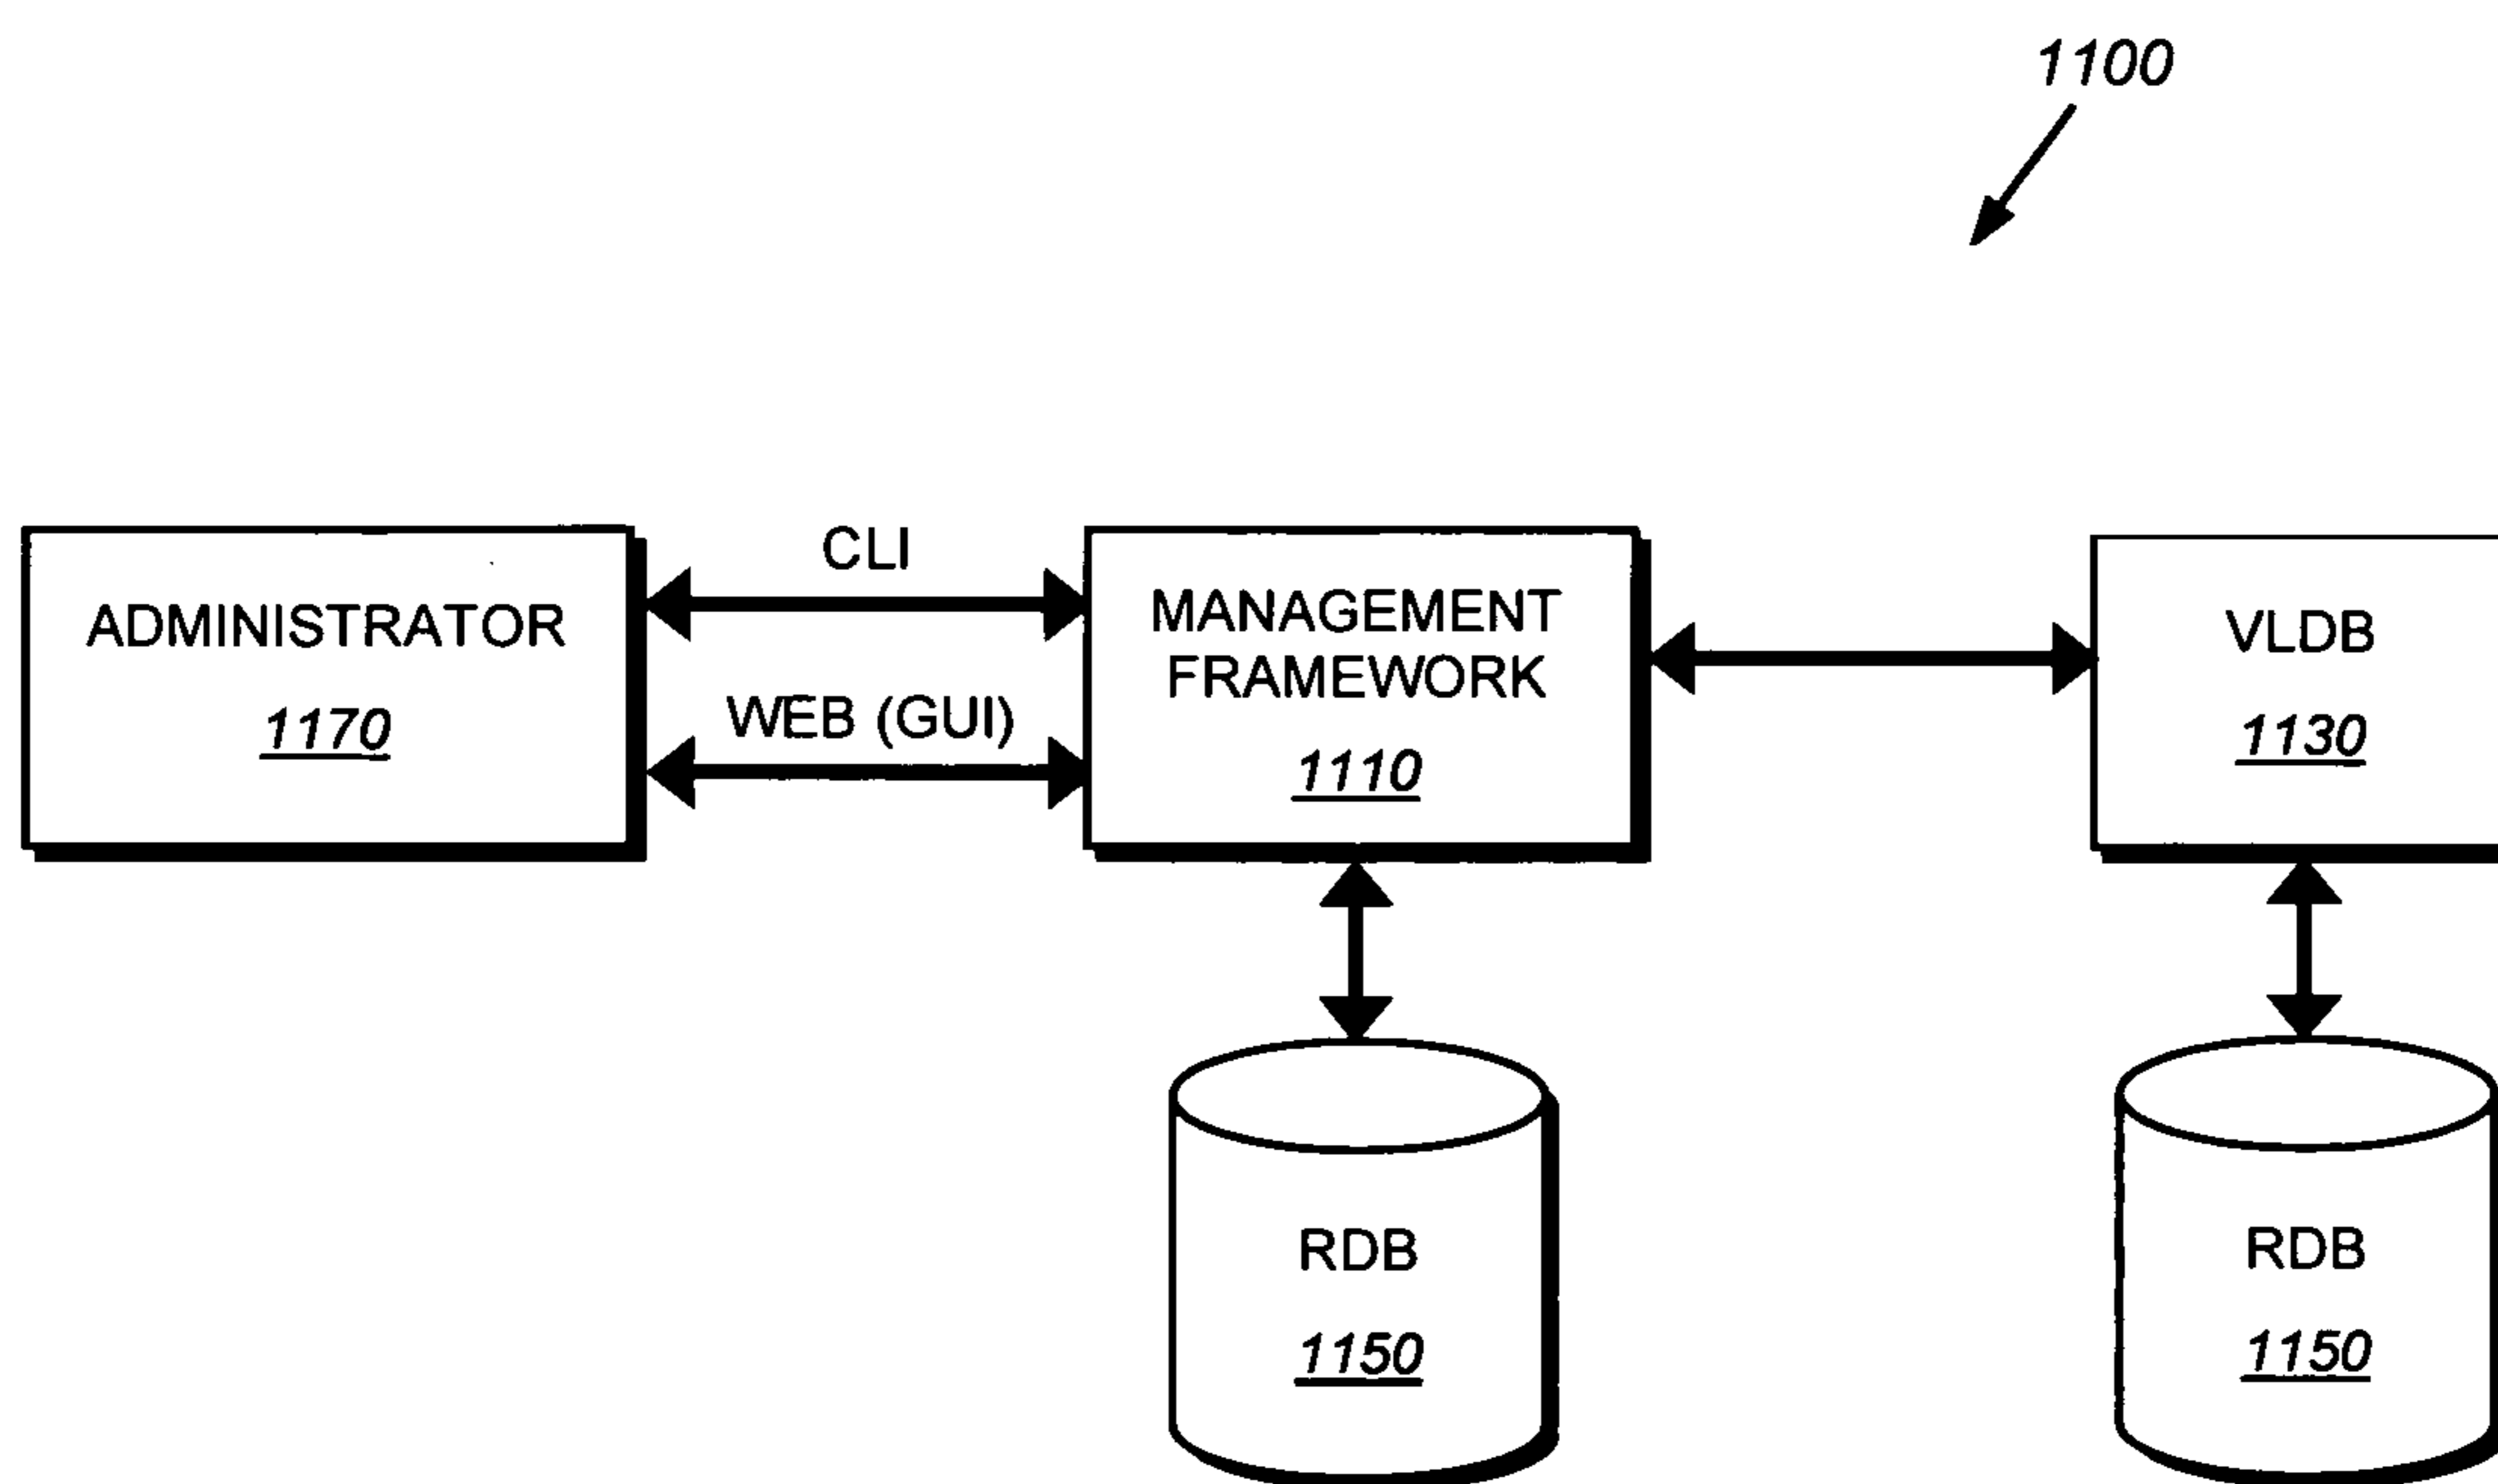 1100
CLI
ADMINISTRATOR
1170
WEB (GUI)
MANAGEMENT
FRAMEWORK
1110
VLDB
1130
RDB
1150
RDB
1150